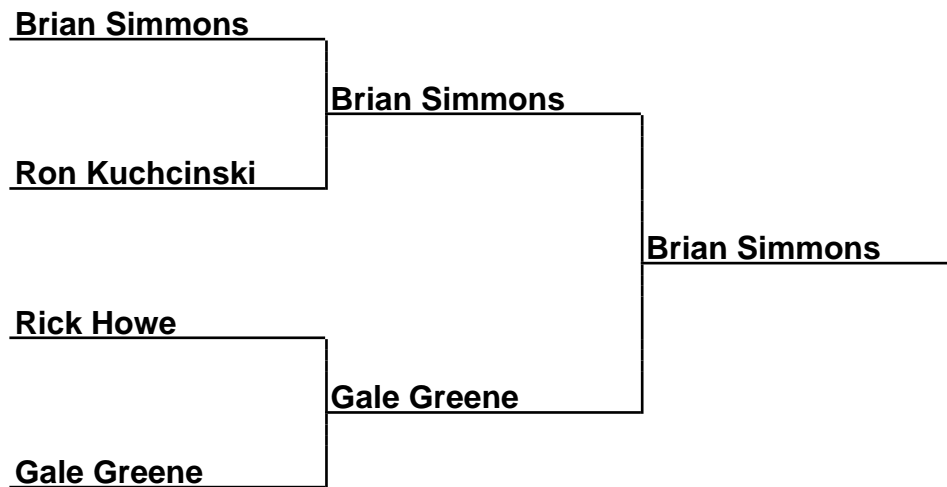 Brian Simmons
Brian Simmons
Ron Kuchcinski
Brian Simmons
Rick Howe
Gale Greene
Gale Greene